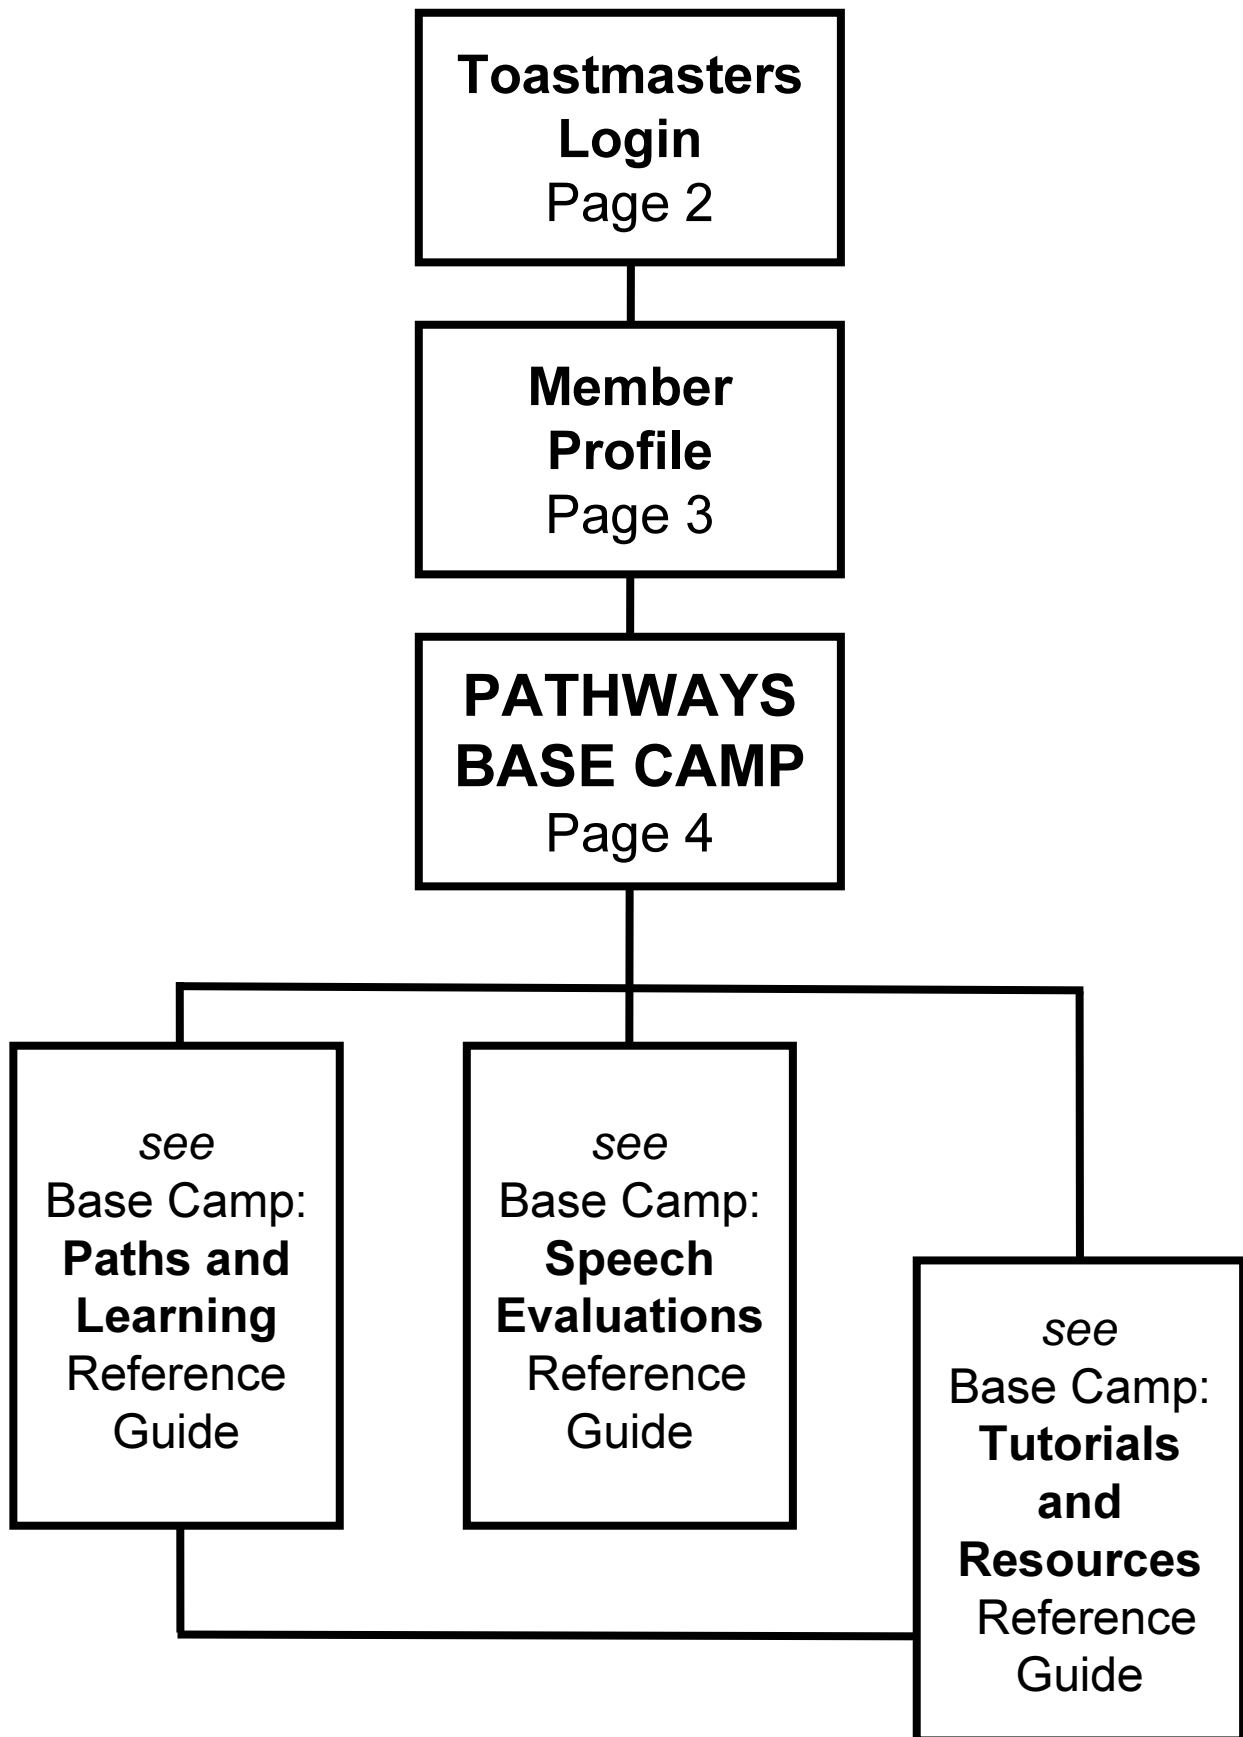 Toastmasters
Login
Page 2
Member
Profile
Page 3
PATHWAYS
BASE CAMP
Page 4
see
Base Camp:
Paths and
Learning
Reference
Guide
see
Base Camp:
Speech
Evaluations
Reference
Guide
see
Base Camp:
Tutorials
and
Resources
Reference
Guide